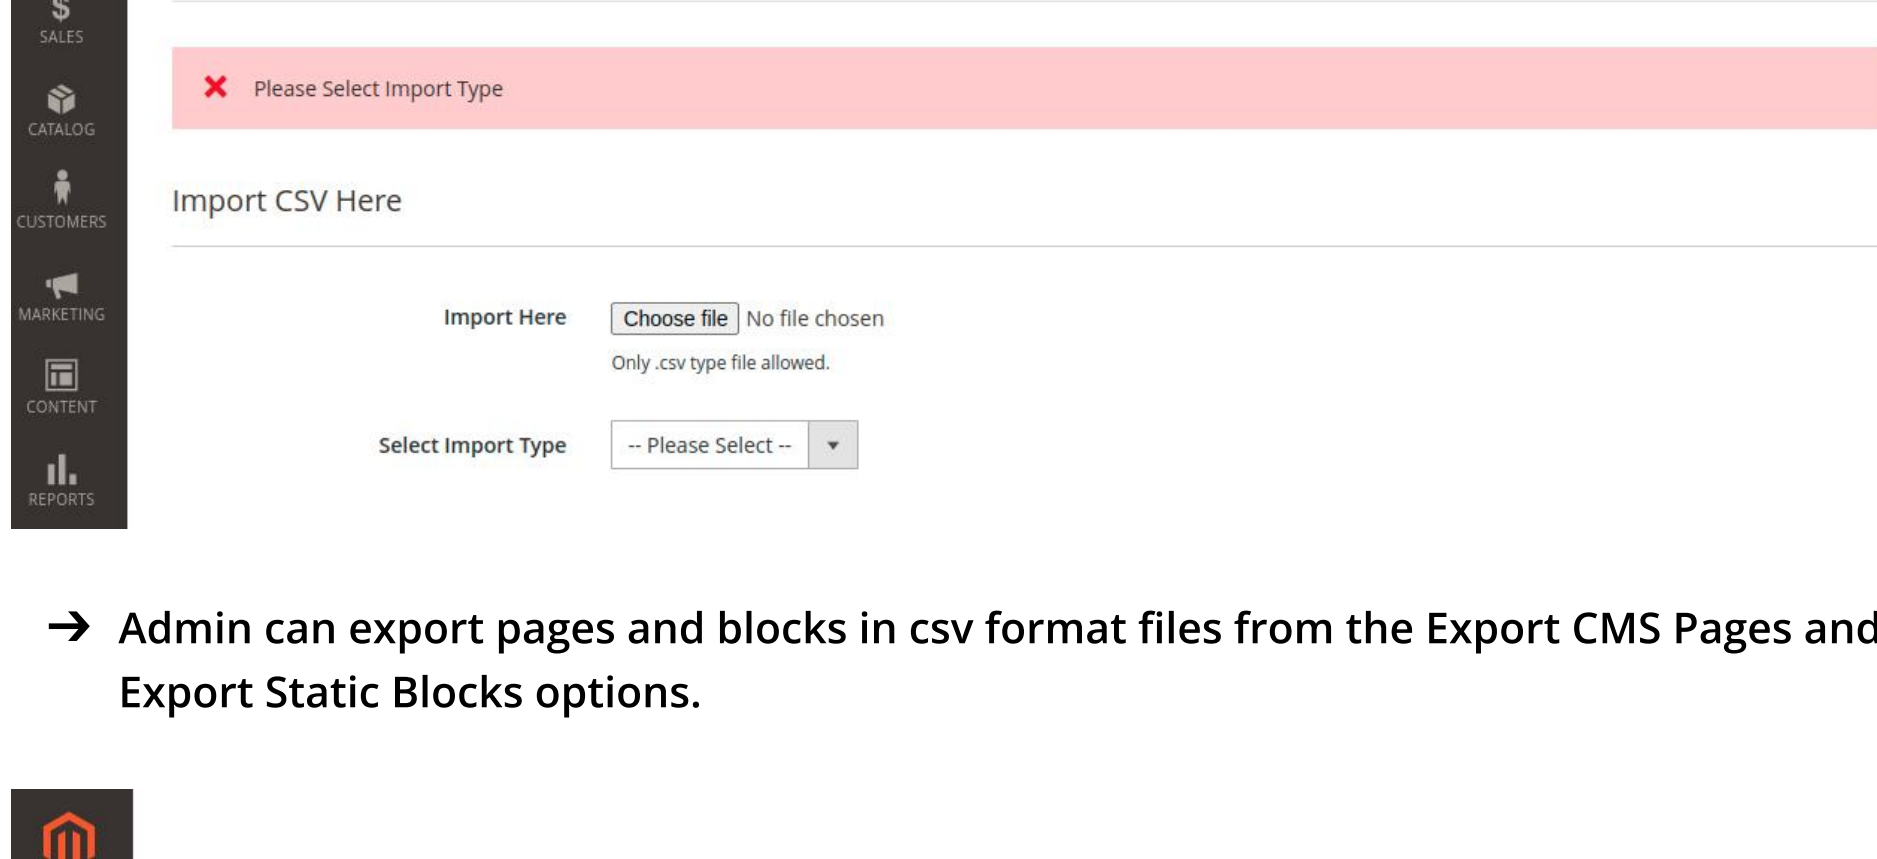 SALES
Please Select Import Type
CATALOG
Import CSV Here
CUSTOMERS
MARKETING
Import Here Choose file No file chosen
Only .csv type file allowed.
CONTENT
Select Import Type -- Please Select --
REPORTS
➔ Admin can export pages and blocks in csv format files from the Export CMS Pages and
Export Static Blocks options.